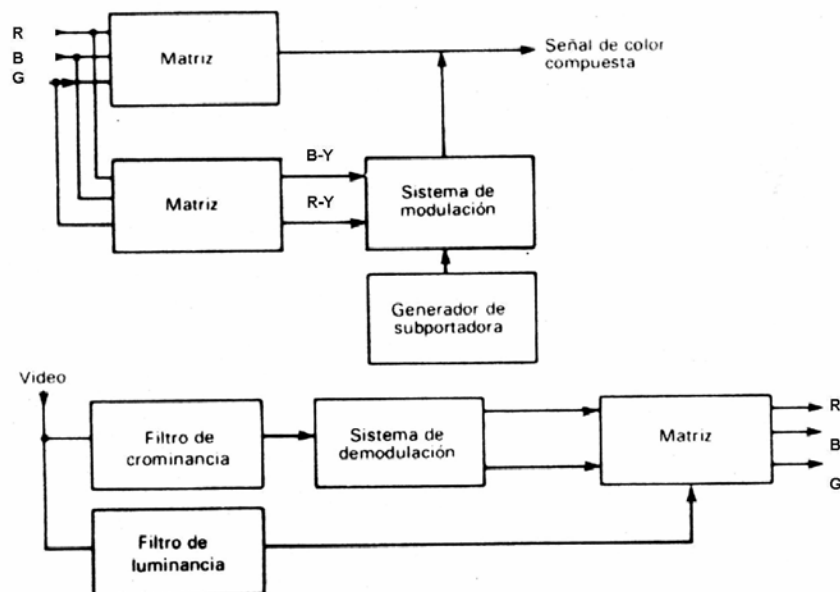 R
B
G
Matriz
Señal de color
compuesta
Matriz
B-Y
R-Y
Sistema de
modulación
Generador de
subportadora
Video
Filtro de
crominancia
Sistema de
demodulación
Matriz
R
B
G
Filtro de
luminancia